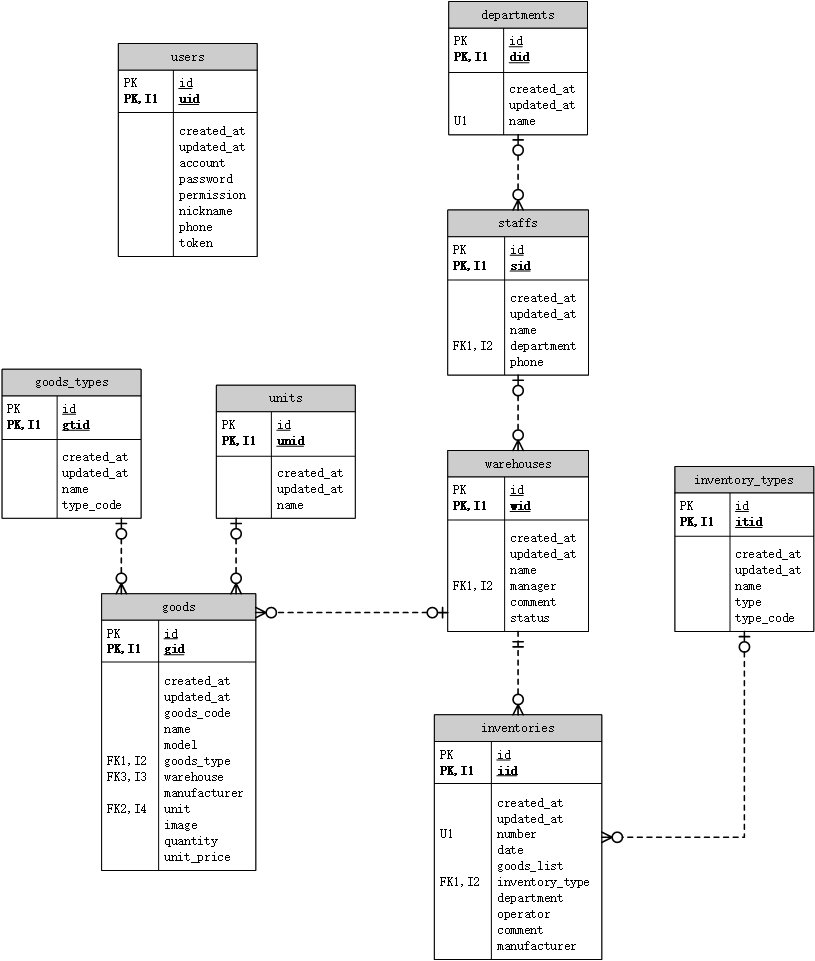 departments
PK id
PK,I1 did
created_at
updated_at
U1 name
users
PK id
PK,I1 uid
created_at
updated_at
account
password
permission
nickname
phone
token
staffs
PK id
PK,I1 sid
created_at
updated_at
name
FK1,I2 department
phone
goods_types
PK id
PK,I1 gtid
created_at
updated_at
name
type_code
units
PK id
PK,I1 unid
created_at
updated_at
name
warehouses
PK id
PK,I1 wid
created_at
updated_at
name
FK1,I2 manager
comment
status
inventory_types
PK id
PK,I1 itid
created_at
updated_at
name
type
type_code
goods
PK id
PK,I1 gid
created_at
updated_at
goods_code
name
model
FK1,I2 goods_type
FK3,I3 warehouse
manufacturer
FK2,I4 unit
image
quantity
unit_price
inventories
PK id
PK,I1 iid
created_at
updated_at
U1 number
date
goods_list
FK1,I2 inventory_type
department
operator
comment
manufacturer